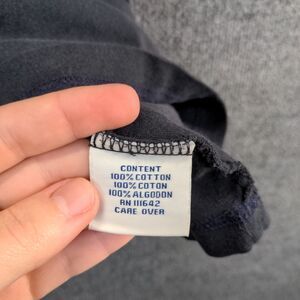 CONTENT
100% COTTON
100% COTON
100% ALGODON
RN 111642
CARE OVER